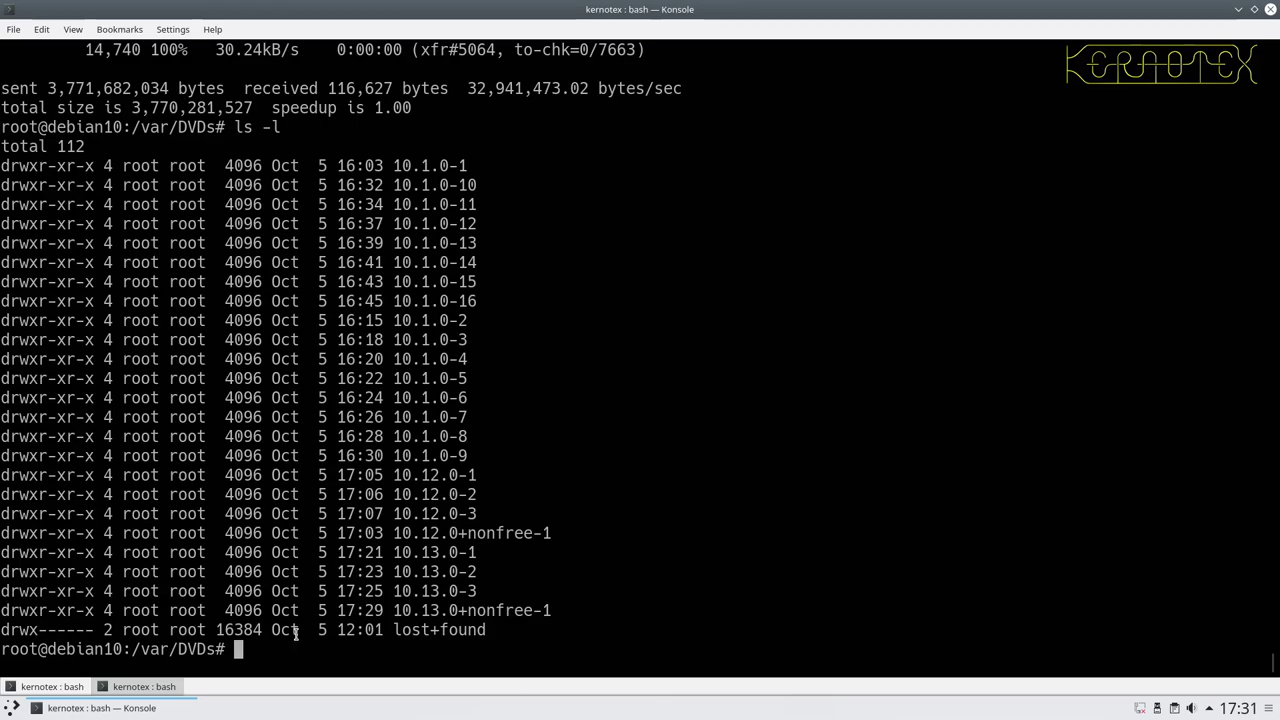 kernotex : bash — Konsole
File Edit View Bookmarks Settings Help
14,740 100% 30.24kB/s 0:00:00 (xfr#5064, to-chk=0/7663)
KERNOTEX
sent 3,771,682,034 bytes received 116,627 bytes 32,941,473.02 bytes/sec
total size is 3,770,281,527 speedup is 1.00
root@debian10:/var/DVDs# ls -l
total 112
drwxr-xr-x 4 root root 4096 Oct 5 16:03 10.1.0-1
drwxr-xr-x 4 root root 4096 Oct 5 16:32 10.1.0-10
drwxr-xr-x 4 root root 4096 Oct 5 16:34 10.1.0-11
drwxr-xr-x 4 root root 4096 Oct 5 16:37 10.1.0-12
drwxr-xr-x 4 root root 4096 Oct 5 16:39 10.1.0-13
drwxr-xr-x 4 root root 4096 Oct 5 16:41 10.1.0-14
drwxr-xr-x 4 root root 4096 Oct 5 16:43 10.1.0-15
drwxr-xr-x 4 root root 4096 Oct 5 16:45 10.1.0-16
drwxr-xr-x 4 root root 4096 Oct 5 16:15 10.1.0-2
drwxr-xr-x 4 root root 4096 Oct 5 16:18 10.1.0-3
drwxr-xr-x 4 root root 4096 Oct 5 16:20 10.1.0-4
drwxr-xr-x 4 root root 4096 Oct 5 16:22 10.1.0-5
drwxr-xr-x 4 root root 4096 Oct 5 16:24 10.1.0-6
drwxr-xr-x 4 root root 4096 Oct 5 16:26 10.1.0-7
drwxr-xr-x 4 root root 4096 Oct 5 16:28 10.1.0-8
drwxr-xr-x 4 root root 4096 Oct 5 16:30 10.1.0-9
drwxr-xr-x 4 root root 4096 Oct 5 17:05 10.12.0-1
drwxr-xr-x 4 root root 4096 Oct 5 17:06 10.12.0-2
drwxr-xr-x 4 root root 4096 Oct 5 17:07 10.12.0-3
drwxr-xr-x 4 root root 4096 Oct 5 17:03 10.12.0+nonfree-1
drwxr-xr-x 4 root root 4096 Oct 5 17:21 10.13.0-1
drwxr-xr-x 4 root root 4096 Oct 5 17:23 10.13.0-2
drwxr-xr-x 4 root root 4096 Oct 5 17:25 10.13.0-3
drwxr-xr-x 4 root root 4096 Oct 5 17:29 10.13.0+nonfree-1
drwx------ 2 root root 16384 Oct 5 12:01 lost+found
root@debian10:/var/DVDs#
kernotex : bash kernotex : bash
kernotex : bash — Konsole 17:31